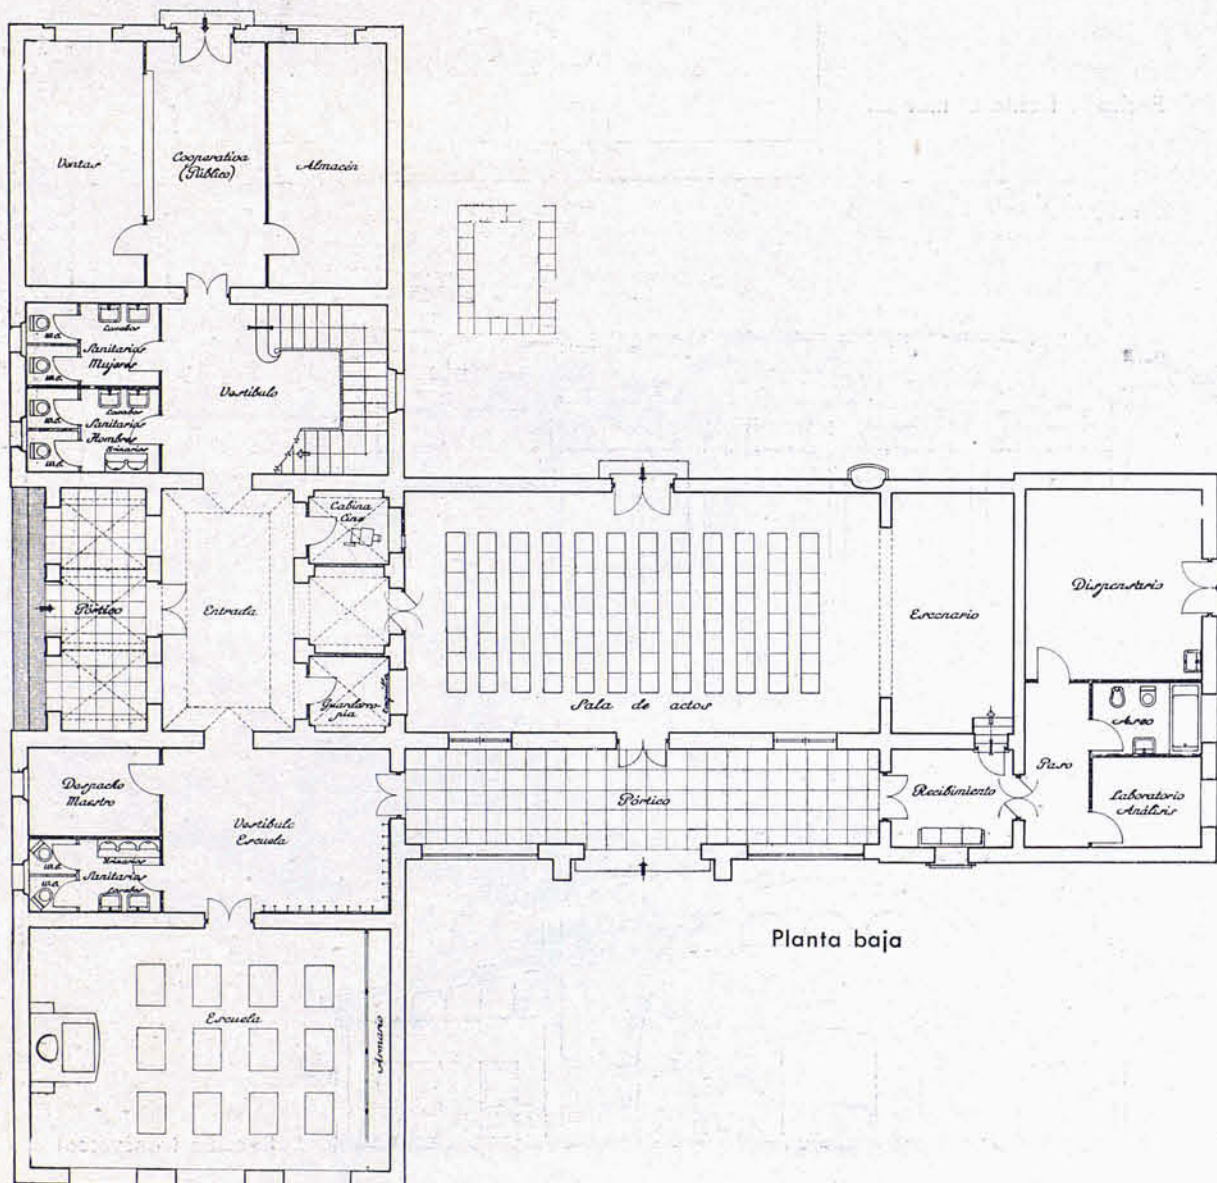 Ventas
Cooperativa
(Público)
Almacén
Lavabos
W.C.
Sanitarios
Mujeres
W.C.
Vestíbulo
Lavabos
W.C.
Sanitarios
Hombres
Urinarios
W.C.
Cabina
Cine
Pórtico
Entrada
Escenario
Dispensario
Guardarro-
pía
Sala de actos
Aseo
Despacho
Maestro
Vestíbulo
Escuela
Pórtico
Recibimiento
Paso
Laboratorio
Análisis
Urinarios
W.C.
Sanitarios
W.C.
Lavabos
Planta baja
Escuela
Armario